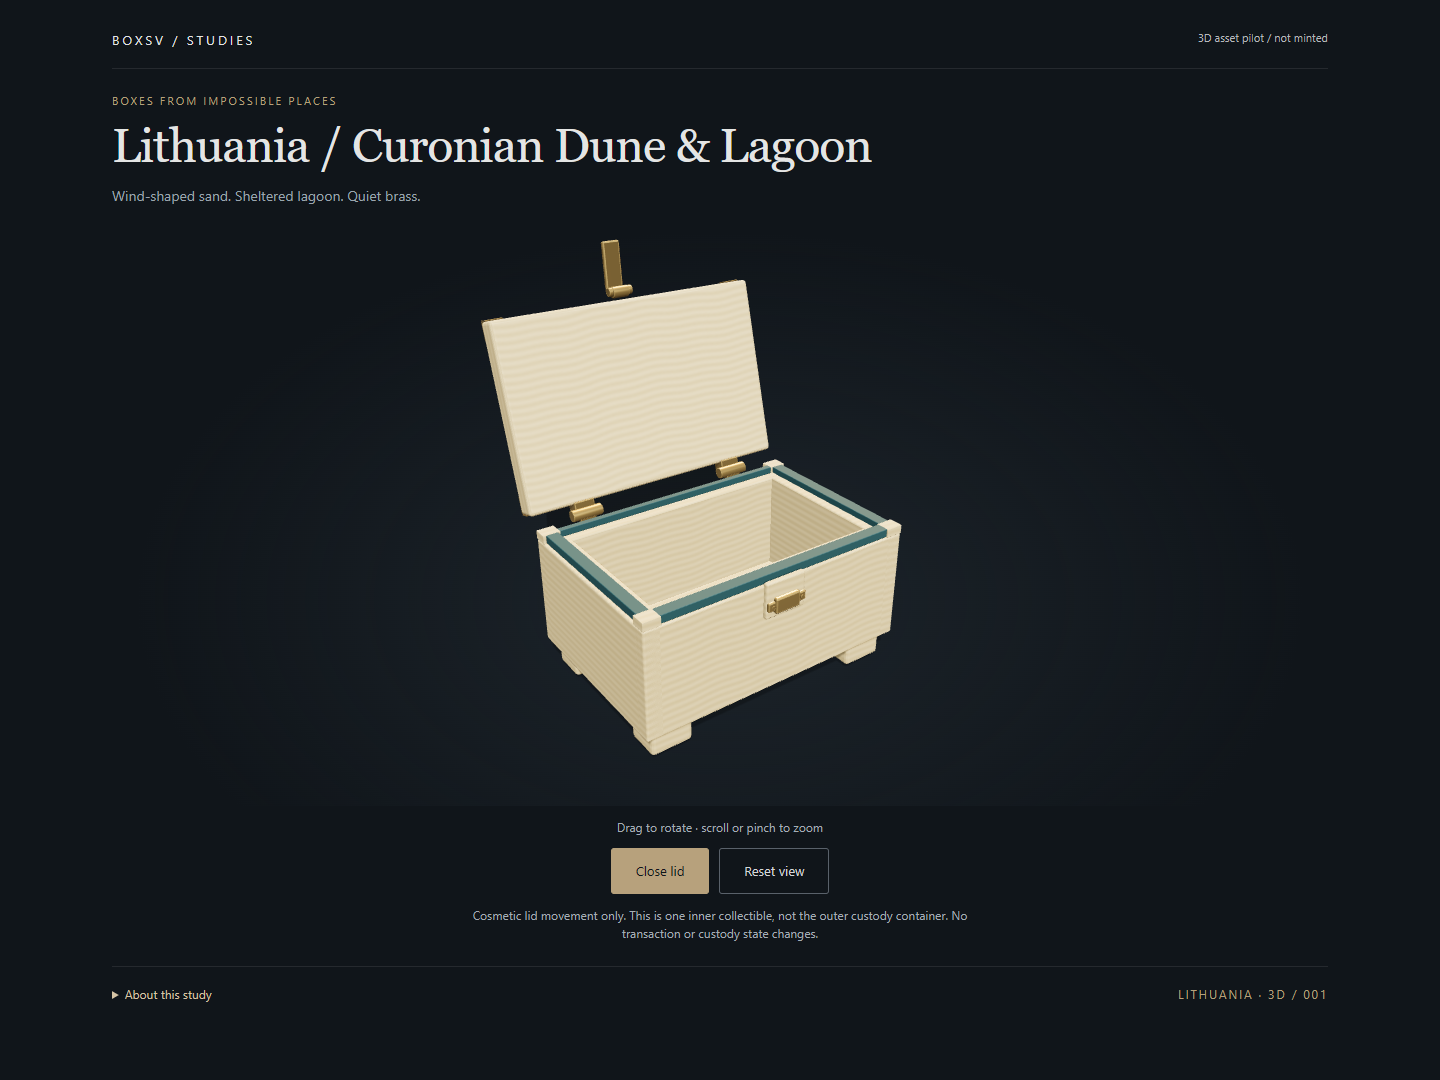 BOXSV / STUDIES
3D asset pilot / not minted
BOXES FROM IMPOSSIBLE PLACES
Lithuania / Curonian Dune & Lagoon
Wind-shaped sand. Sheltered lagoon. Quiet brass.
Drag to rotate · scroll or pinch to zoom
Close lid
Reset view
Cosmetic lid movement only. This is one inner collectible, not the outer custody container. No
transaction or custody state changes.
About this study
LITHUANIA · 3D / 001